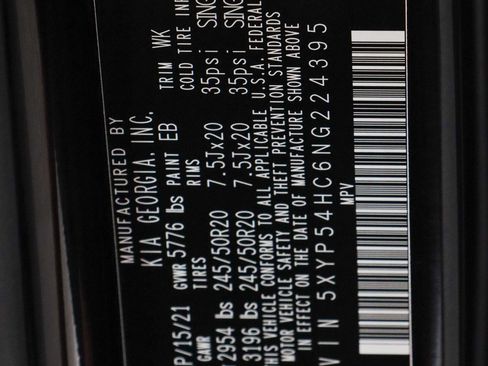 MANUFACTURED BY
KIA GEORGIA, INC.
P/15/21 GVWR 5776 lbs PAINT EB TRIM WK
GAWR TIRES RIMS COLD TIRE INF
2954 lbs 245/50R20 7.5Jx20 35psi SING
3196 lbs 245/50R20 7.5Jx20 35psi SING
THIS VEHICLE CONFORMS TO ALL APPLICABLE U.S.A. FEDERAL
MOTOR VEHICLE SAFETY AND THEFT PREVENTION STANDARDS
IN EFFECT ON THE DATE OF MANUFACTURE SHOWN ABOVE
VIN 5XYP54HC6NG224395
MPV